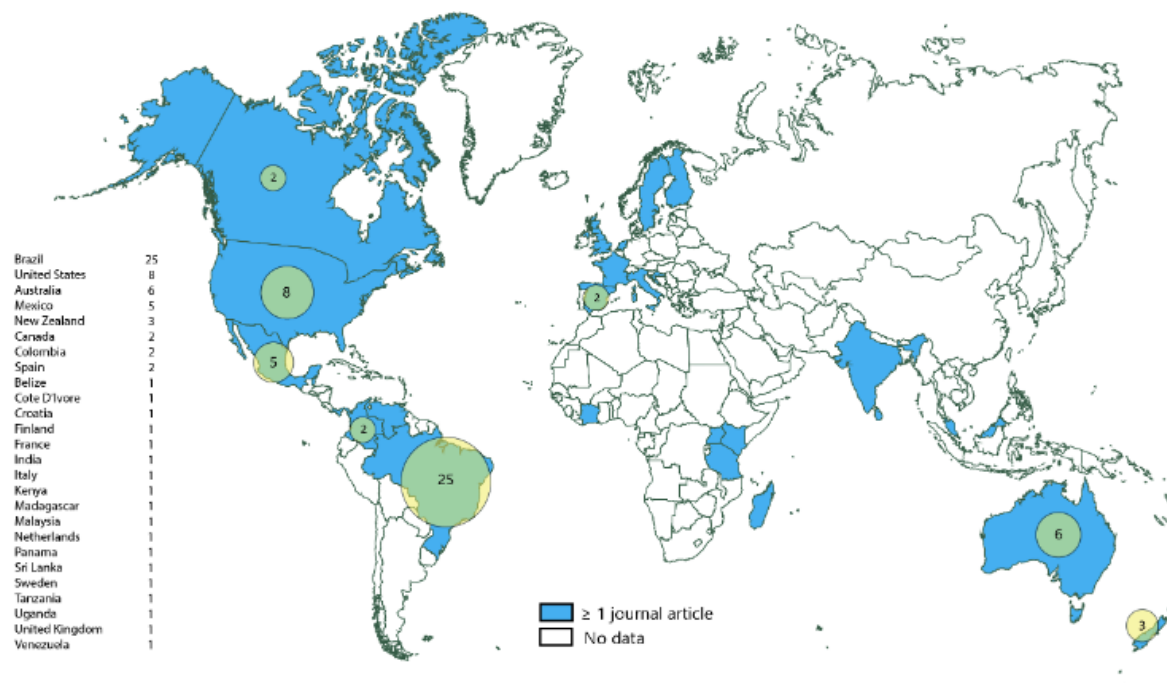 Brazil 25
United States 8
Australia 6
Mexico 5
New Zealand 3
Canada 2
Colombia 2
Spain 2
Belize 1
Cote D'Ivore 1
Croatia 1
Finland 1
France 1
India 1
Italy 1
Kenya 1
Madagascar 1
Malaysia 1
Netherlands 1
Panama 1
Sri Lanka 1
Sweden 1
Tanzania 1
Uganda 1
United Kingdom 1
Venezuela 1
2
8
5
2
25
2
6
3
≥ 1 journal article
No data